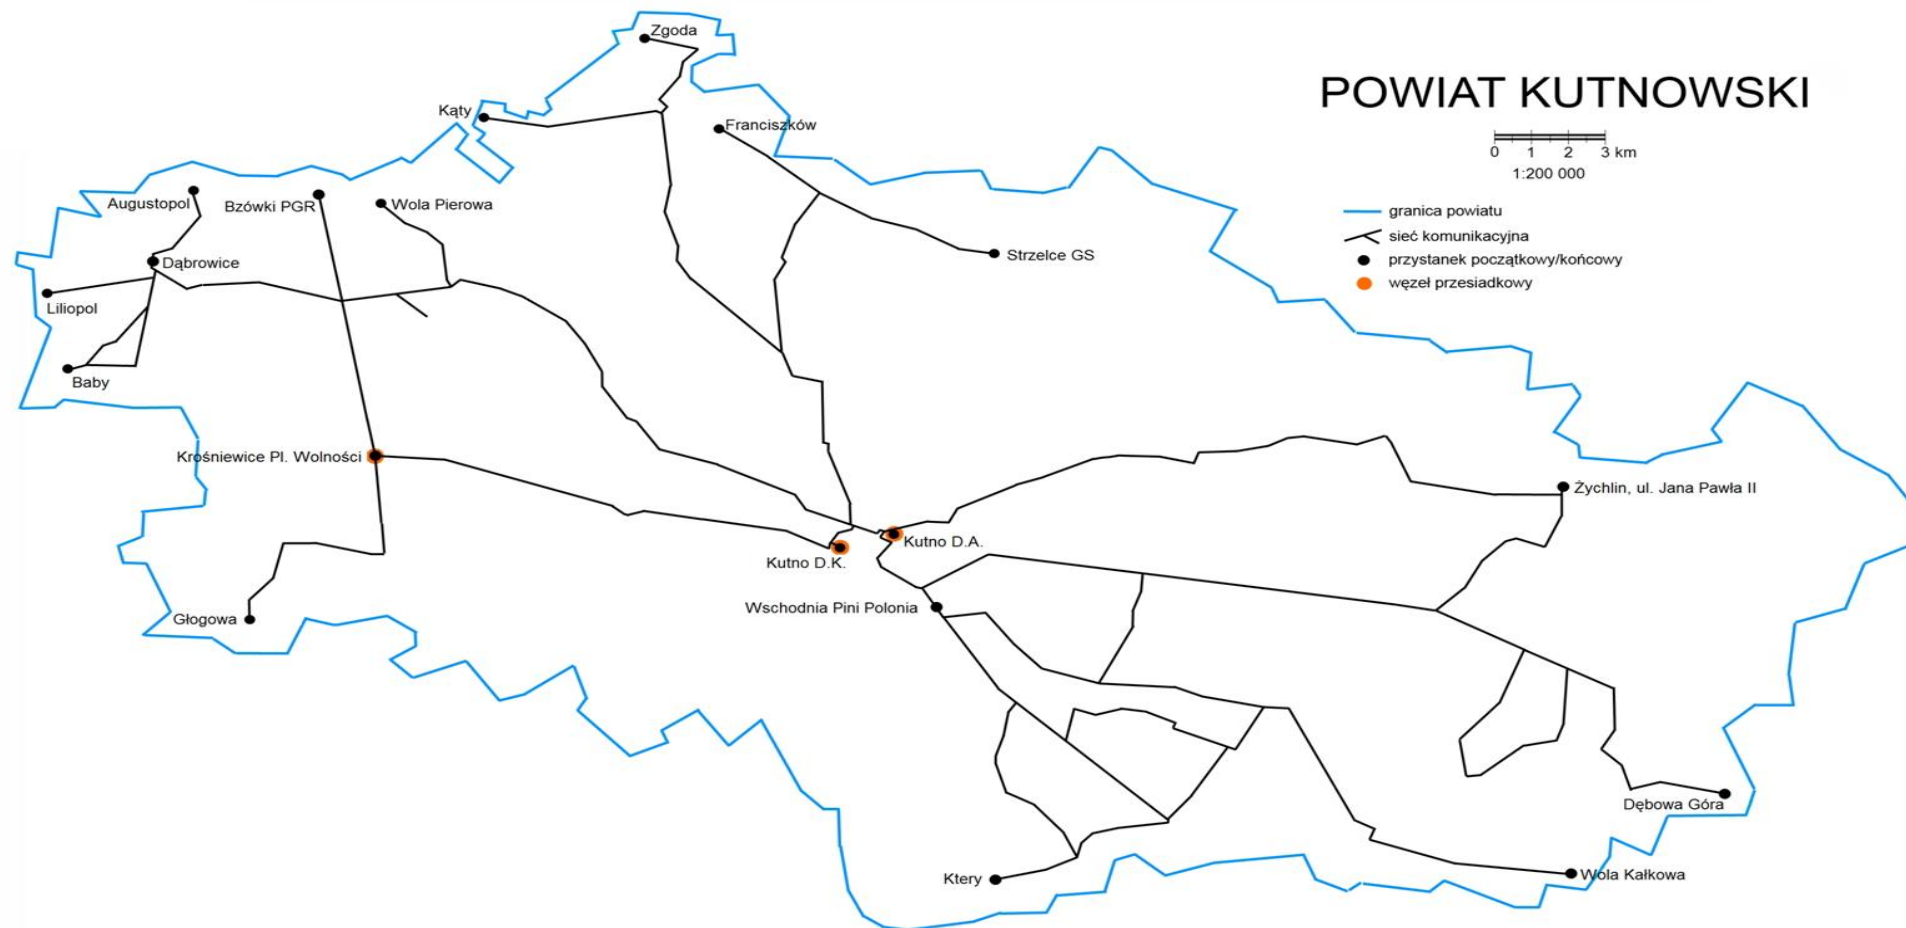 Zgoda
POWIAT KUTNOWSKI
Kąty
Franciszków
0 1 2 3 km
1:200 000
Augustopol
Bzówki PGR
Wola Pierowa
granica powiatu
sieć komunikacyjna
Dąbrowice
Strzelce GS
przystanek początkowy/końcowy
węzeł przesiadkowy
Liliopol
Baby
Krośniewice Pl. Wolności
Żychlin, ul. Jana Pawła II
Kutno D.A.
Kutno D.K.
Wschodnia Pini Polonia
Głogowa
Dębowa Góra
Ktery
Wola Kałkowa